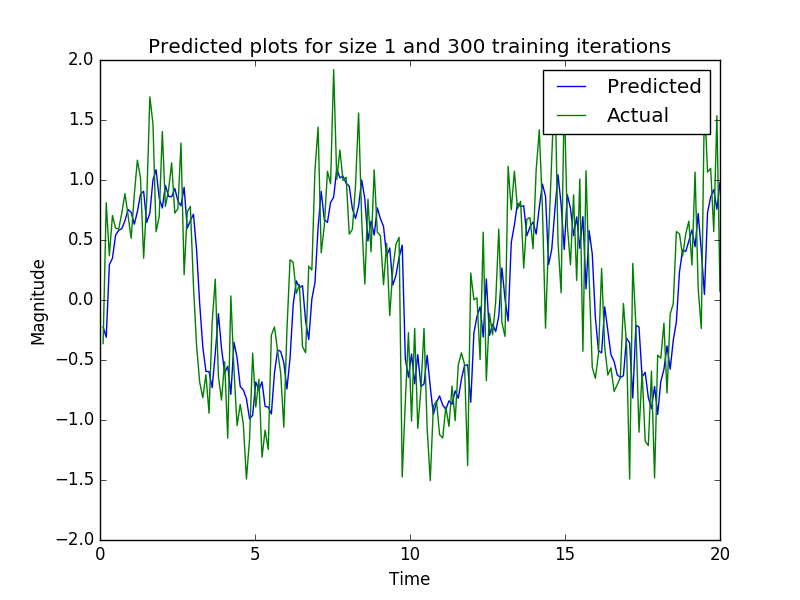 Predicted plots for size 1 and 300 training iterations
Predicted
Actual
2.0
1.5
1.0
0.5
0.0
−0.5
−1.0
−1.5
−2.0
Magnitude
0 5 10 15 20
Time